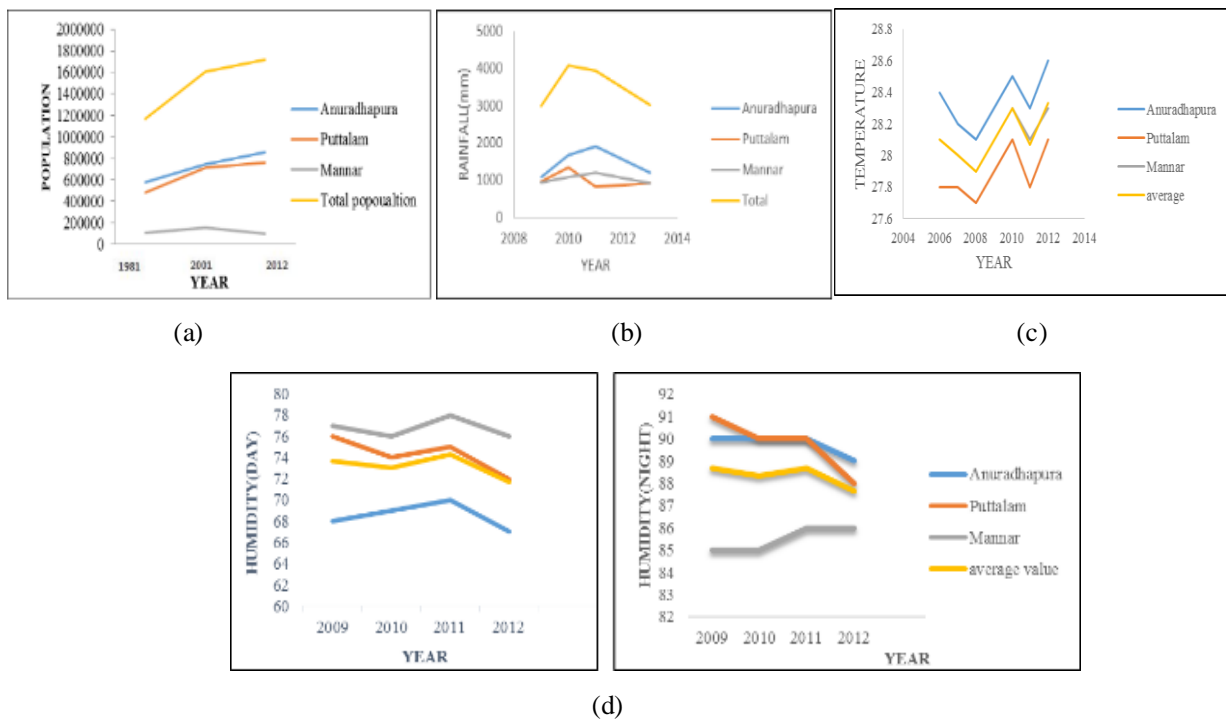 2000000
1800000
1600000
1400000
1200000
1000000
800000
600000
400000
200000
0
POPULATION
1981 2001 2012
YEAR
Anuradhapura
Puttalam
Mannar
Total popoualtion
(a)
5000
4000
3000
2000
1000
0
RAINFALL(mm)
2008 2010 2012 2014
YEAR
Anuradhapura
Puttalam
Mannar
Total
(b)
28.8
28.6
28.4
28.2
28
27.8
27.6
TEMPERATURE
2004 2006 2008 2010 2012 2014
YEAR
Anuradhapura
Puttalam
Mannar
average
(c)
80
78
76
74
72
70
68
66
64
62
60
HUMIDITY(DAY)
2009 2010 2011 2012
YEAR
92
91
90
89
88
87
86
85
84
83
82
HUMIDITY(NIGHT)
2009 2010 2011 2012
YEAR
Anuradhapura
Puttalam
Mannar
average value
(d)